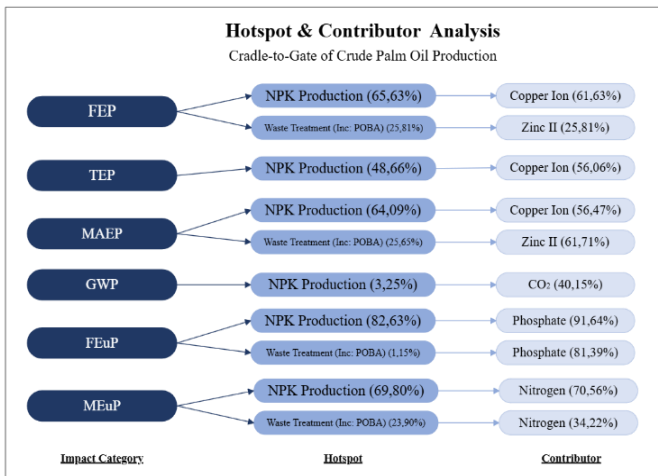 Hotspot & Contributor Analysis
Cradle-to-Gate of Crude Palm Oil Production
FEP
NPK Production (65,63%)
Copper Ion (61,63%)
Waste Treatment (Inc: POBA) (25,81%)
Zinc II (25,81%)
TEP
NPK Production (48,66%)
Copper Ion (56,06%)
MAEP
NPK Production (64,09%)
Copper Ion (56,47%)
Waste Treatment (Inc: POBA) (25,65%)
Zinc II (61,71%)
GWP
NPK Production (3,25%)
CO₂ (40,15%)
FEuP
NPK Production (82,63%)
Phosphate (91,64%)
Waste Treatment (Inc: POBA) (1,15%)
Phosphate (81,39%)
MEuP
NPK Production (69,80%)
Nitrogen (70,56%)
Waste Treatment (Inc: POBA) (23,90%)
Nitrogen (34,22%)
Impact Category
Hotspot
Contributor